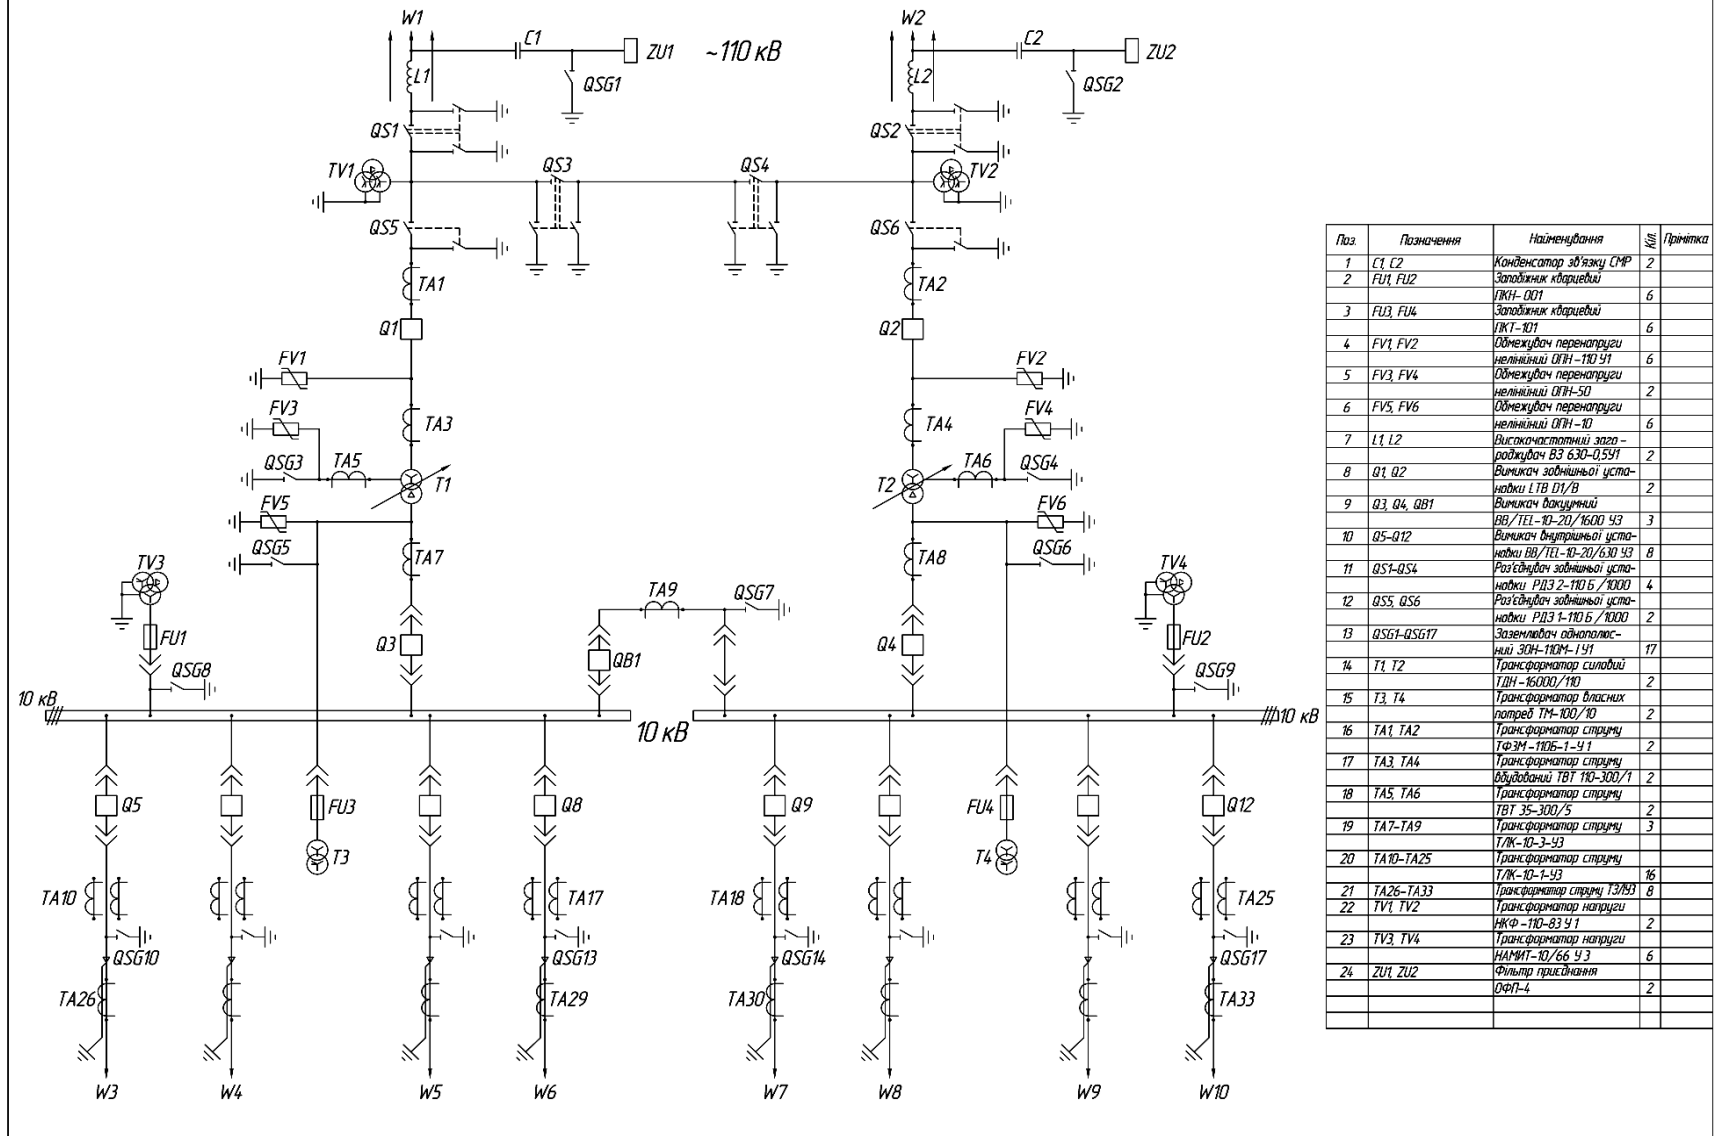 W1
W2
C1
ZU1
~110 кВ
C2
ZU2
L1
QSG1
L2
QSG2
QS1
QS2
TV1
QS3
QS4
TV2
QS5
QS6
TA1
TA2
Q1
Q2
FV1
FV2
FV3
TA3
TA4
FV4
QSG3
TA5
T1
T2
TA6
QSG4
FV5
FV6
QSG5
TA7
TA8
QSG6
TV3
TA9
QSG7
TV4
FU1
Q3
QB1
Q4
FU2
QSG8
QSG9
10 кВ
10 кВ
10 кВ
Q5
FU3
Q8
Q9
FU4
Q12
T3
T4
TA10
TA17
TA18
TA25
QSG10
QSG13
QSG14
QSG17
TA26
TA29
TA30
TA33
W3
W4
W5
W6
W7
W8
W9
W10
Поз. Позначення Найменування Кіл. Прімітка
1 C1, C2 Конденсатор зв'язку СМР 2
2 FU1, FU2 Запобіжник кварцевий
ПКН-001 6
3 FU3, FU4 Запобіжник кварцевий
ПКТ-101 6
4 FV1, FV2 Обмежувач перенапруги
нелінійний ОПН-110 У1 6
5 FV3, FV4 Обмежувач перенапруги
нелінійний ОПН-50 2
6 FV5, FV6 Обмежувач перенапруги
нелінійний ОПН-10 6
7 L1, L2 Високочастотний заго-
роджувач ВЗ 630-0,5У1 2
8 Q1, Q2 Вимикач зовнішньої уста-
новки LTB D1/B 2
9 Q3, Q4, QB1 Вимикач вакуумний
BB/TEL-10-20/1600 У3 3
10 Q5-Q12 Вимикач внутрішньої уста-
новки BB/TEL-10-20/630 У3 8
11 QS1-QS4 Роз'єднувач зовнішньої уста-
новки РДЗ 2-110 Б /1000 4
12 QS5, QS6 Роз'єднувач зовнішньої уста-
новки РДЗ 1-110 Б /1000 2
13 QSG1-QSG17 Заземлювач однополюс-
ний ЗОН-110М-І У1 17
14 T1, T2 Трансформатор силовий
ТДН-16000/110 2
15 T3, T4 Трансформатор власних
потреб ТМ-100/10 2
16 TA1, TA2 Трансформатор струму
ТФЗМ-110Б-1-У1 2
17 TA3, TA4 Трансформатор струму
вбудований ТВТ 110-300/1 2
18 TA5, TA6 Трансформатор струму
ТВТ 35-300/5 2
19 TA7-TA9 Трансформатор струму 3
ТЛК-10-3-У3
20 TA10-TA25 Трансформатор струму
ТЛК-10-1-У3 16
21 TA26-TA33 Трансформатор струму 8
22 TV1, TV2 Трансформатор напруги
НКФ-110-83 У1 2
23 TV3, TV4 Трансформатор напруги
НАМИТ-10/66 У3 6
24 ZU1, ZU2 Фільтр приєднання
ОФП-4 2